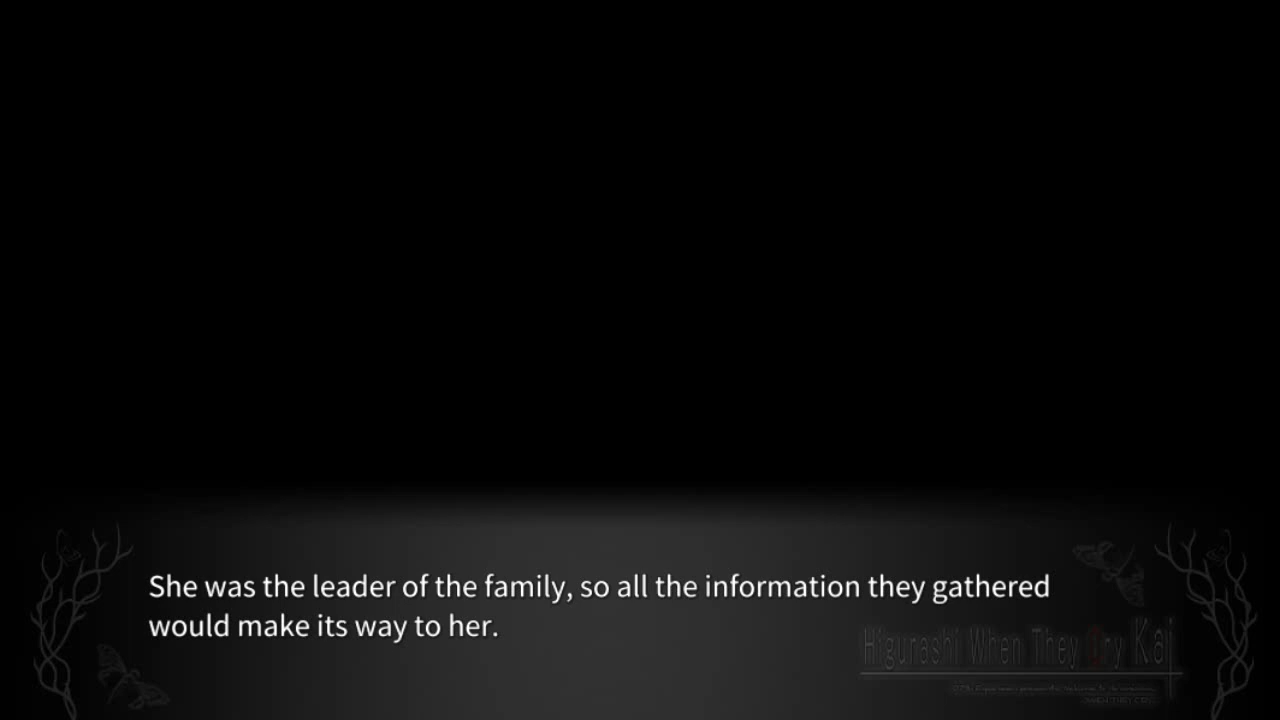 She was the leader of the family, so all the information they gathered
would make its way to her.
Higurashi When They Cry Kai